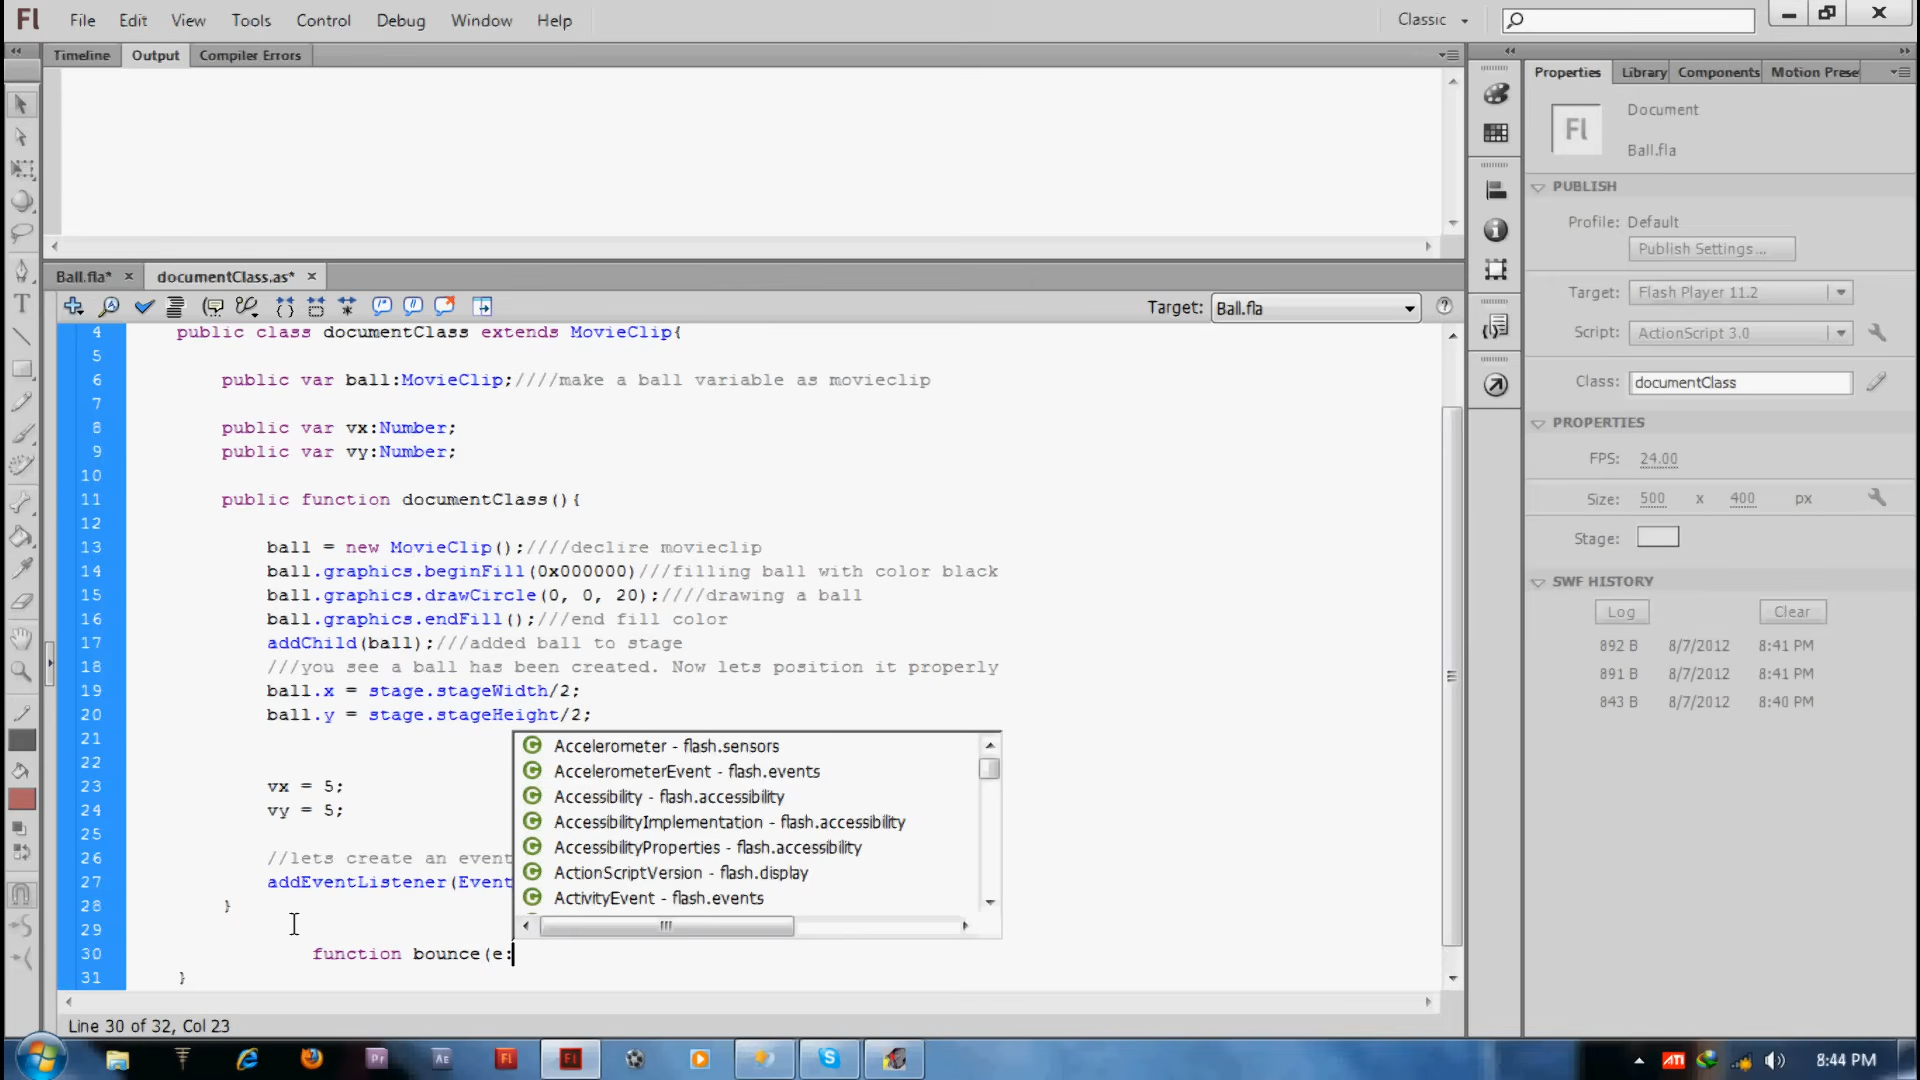 Fl File Edit View Tools Control Debug Window Help Classic
Timeline Output Compiler Errors
Properties Library Components Motion Prese
Fl Document
Ball.fla
PUBLISH
Profile: Default
Publish Settings...
Target: Flash Player 11.2
Script: ActionScript 3.0
Class: documentClass
PROPERTIES
FPS: 24.00
Size: 500 x 400 px
Stage:
SWF HISTORY
Log Clear
892 B 8/7/2012 8:41 PM
891 B 8/7/2012 8:41 PM
843 B 8/7/2012 8:40 PM
Ball.fla* × documentClass.as* ×
Target: Ball.fla
4 public class documentClass extends MovieClip{
5
6 public var ball:MovieClip;////make a ball variable as movieclip
7
8 public var vx:Number;
9 public var vy:Number;
10
11 public function documentClass(){
12
13 ball = new MovieClip();////declire movieclip
14 ball.graphics.beginFill(0x000000)///filling ball with color black
15 ball.graphics.drawCircle(0, 0, 20);////drawing a ball
16 ball.graphics.endFill();///end fill color
17 addChild(ball);///added ball to stage
18 ///you see a ball has been created. Now lets position it properly
19 ball.x = stage.stageWidth/2;
20 ball.y = stage.stageHeight/2;
21
22
23 vx = 5;
24 vy = 5;
25
26 //lets create an event
27 addEventListener(Event
28 }
29
30 function bounce(e:
31 }
Accelerometer - flash.sensors
AccelerometerEvent - flash.events
Accessibility - flash.accessibility
AccessibilityImplementation - flash.accessibility
AccessibilityProperties - flash.accessibility
ActionScriptVersion - flash.display
ActivityEvent - flash.events
Line 30 of 32, Col 23
Pr AE Fl Fl ATI 8:44 PM